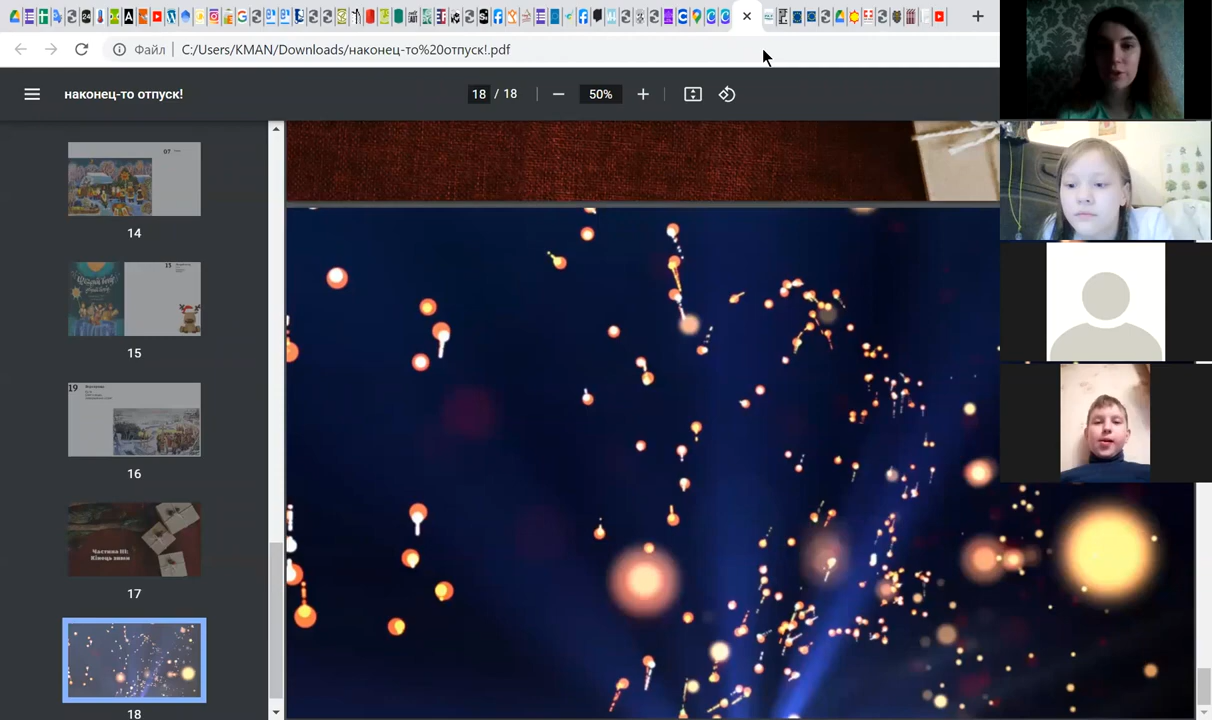 Файл
C:/Users/KMAN/Downloads/наконец-то%20отпуск!.pdf
наконец-то отпуск!
18 / 18
50%
07
14
13
15
19
16
Частина III:
Кінець зими
17
18